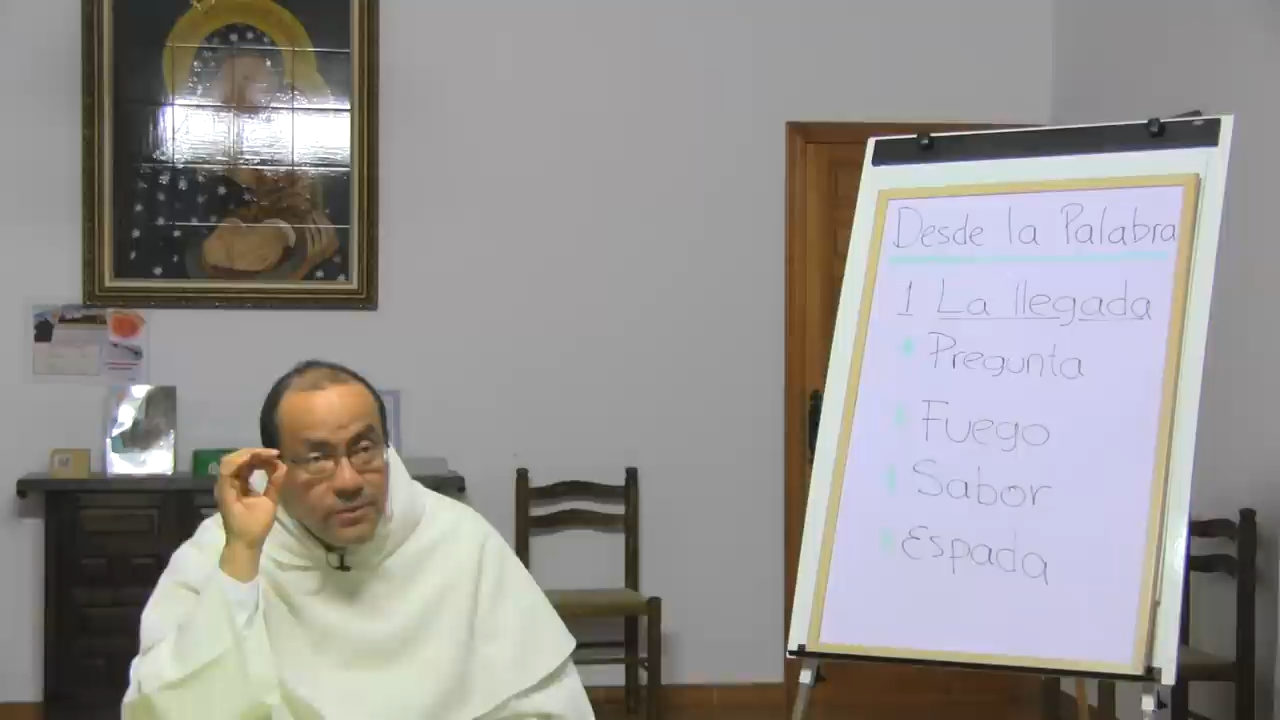 Desde la Palabra
1 La llegada
Pregunta
Fuego
Sabor
Espada